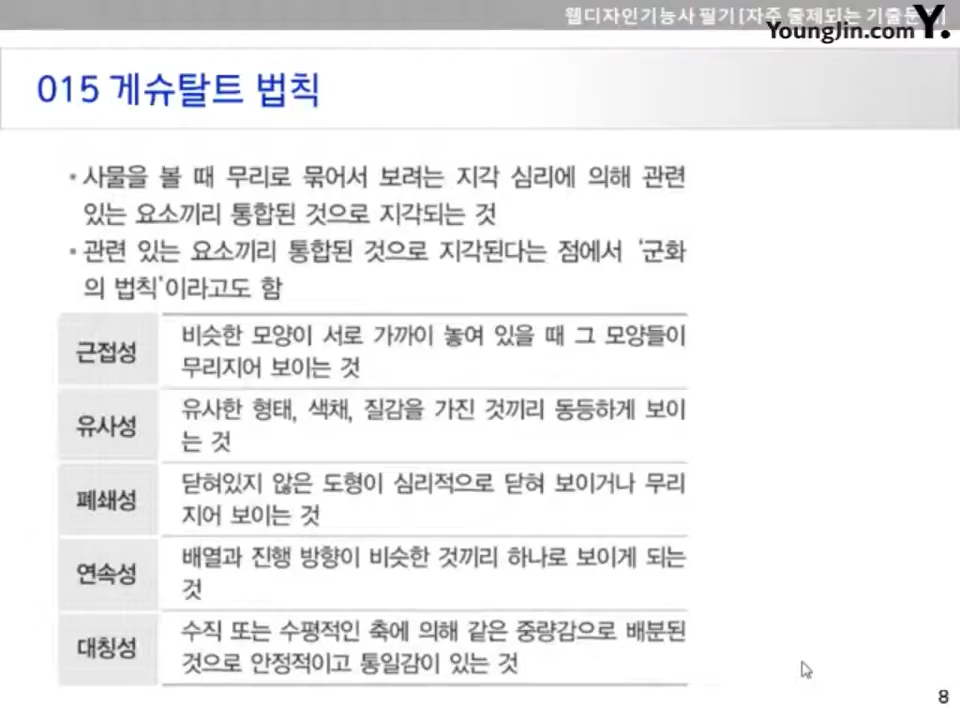 웹디자인기능사 필기 [자주 출제되는 기출문제]
YoungJin.com Y.
015 게슈탈트 법칙
• 사물을 볼 때 무리로 묶어서 보려는 지각 심리에 의해 관련
있는 요소끼리 통합된 것으로 지각되는 것
• 관련 있는 요소끼리 통합된 것으로 지각된다는 점에서 '군화
의 법칙'이라고도 함
근접성
비슷한 모양이 서로 가까이 놓여 있을 때 그 모양들이
무리지어 보이는 것
유사성
유사한 형태, 색채, 질감을 가진 것끼리 동등하게 보이
는 것
폐쇄성
닫혀있지 않은 도형이 심리적으로 닫혀 보이거나 무리
지어 보이는 것
연속성
배열과 진행 방향이 비슷한 것끼리 하나로 보이게 되는
것
대칭성
수직 또는 수평적인 축에 의해 같은 중량감으로 배분된
것으로 안정적이고 통일감이 있는 것
8